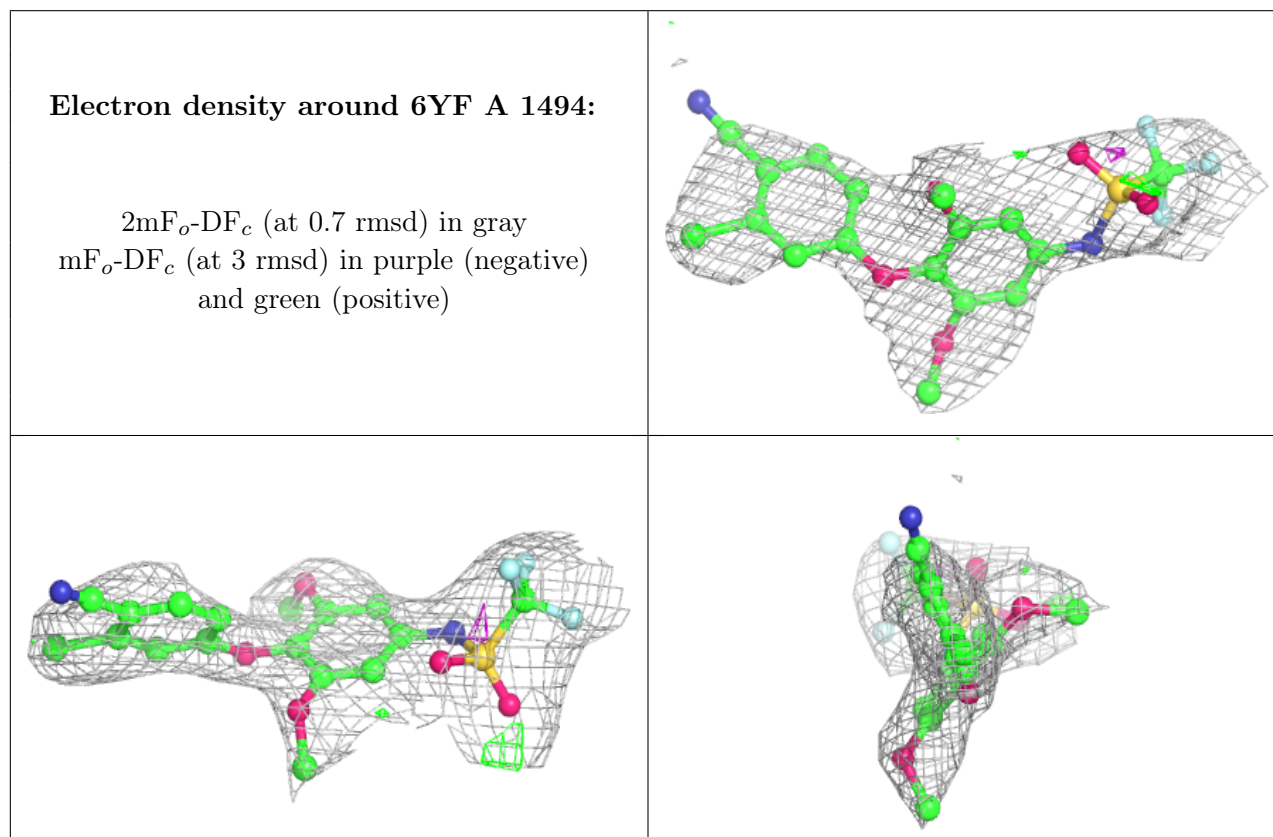 Electron density around 6YF A 1494:
2mFo-DFc (at 0.7 rmsd) in gray
mFo-DFc (at 3 rmsd) in purple (negative)
and green (positive)